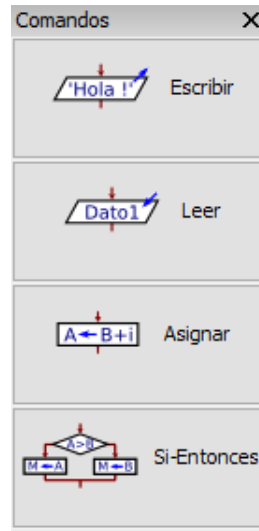 Comandos
'Hola !' Escribir
Dato1 Leer
A←B+i Asignar
A>B
M←A M←B Si-Entonces